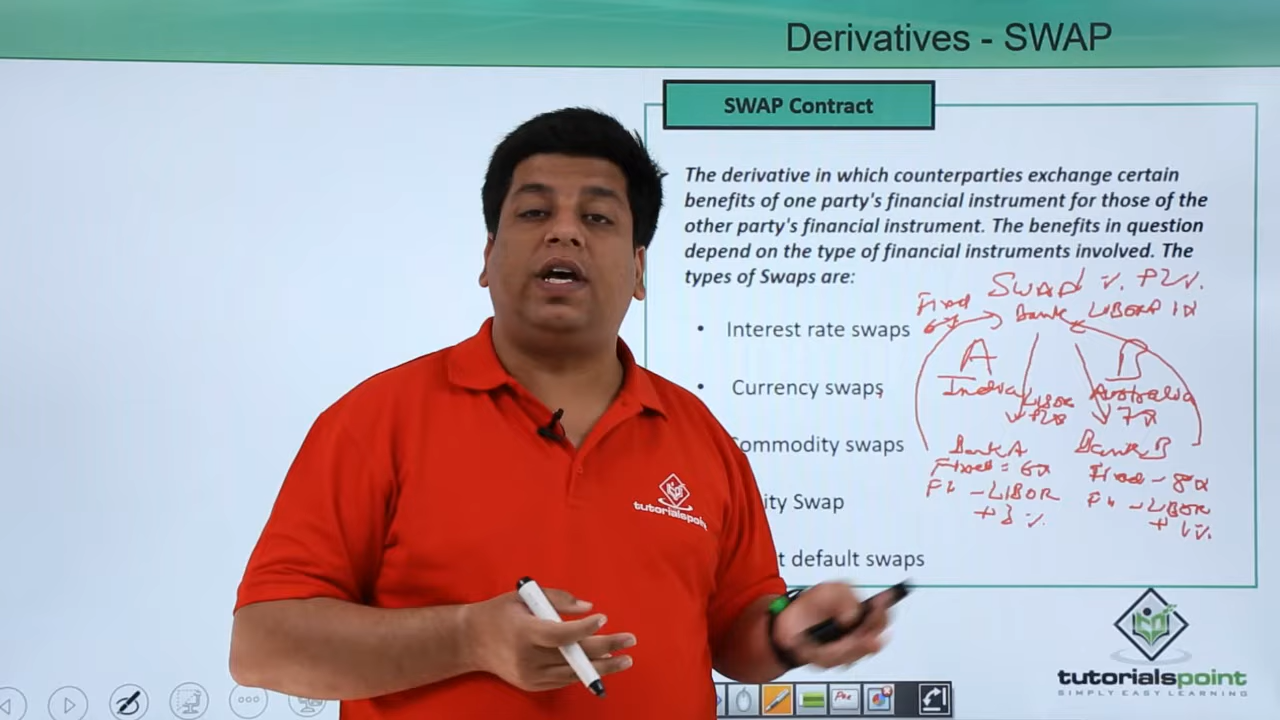 Derivatives - SWAP
SWAP Contract
The derivative in which counterparties exchange certain
benefits of one party's financial instrument for those of the
other party's financial instrument. The benefits in question
depend on the type of financial instruments involved. The
types of Swaps are:
SWAP
Fixed
Bank LIBOR
• Interest rate swaps
A
B
India
Australia
• Currency swaps
LIBOR
7%
Commodity swaps
Bank A
Bank B
Fixed = 6%
Fixed - 8%
- LIBOR
- LIBOR
+ 3%
+ 1%
ity Swap
t default swaps
tutorialspoint
tutorialspoint
SIMPLY EASY LEARNING
Pen